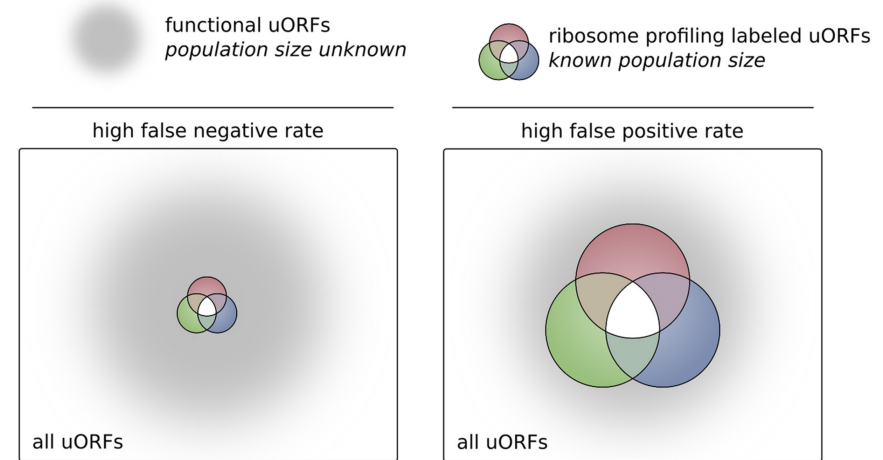 functional uORFs
population size unknown
ribosome profiling labeled uORFs
known population size
high false negative rate
high false positive rate
all uORFs
all uORFs